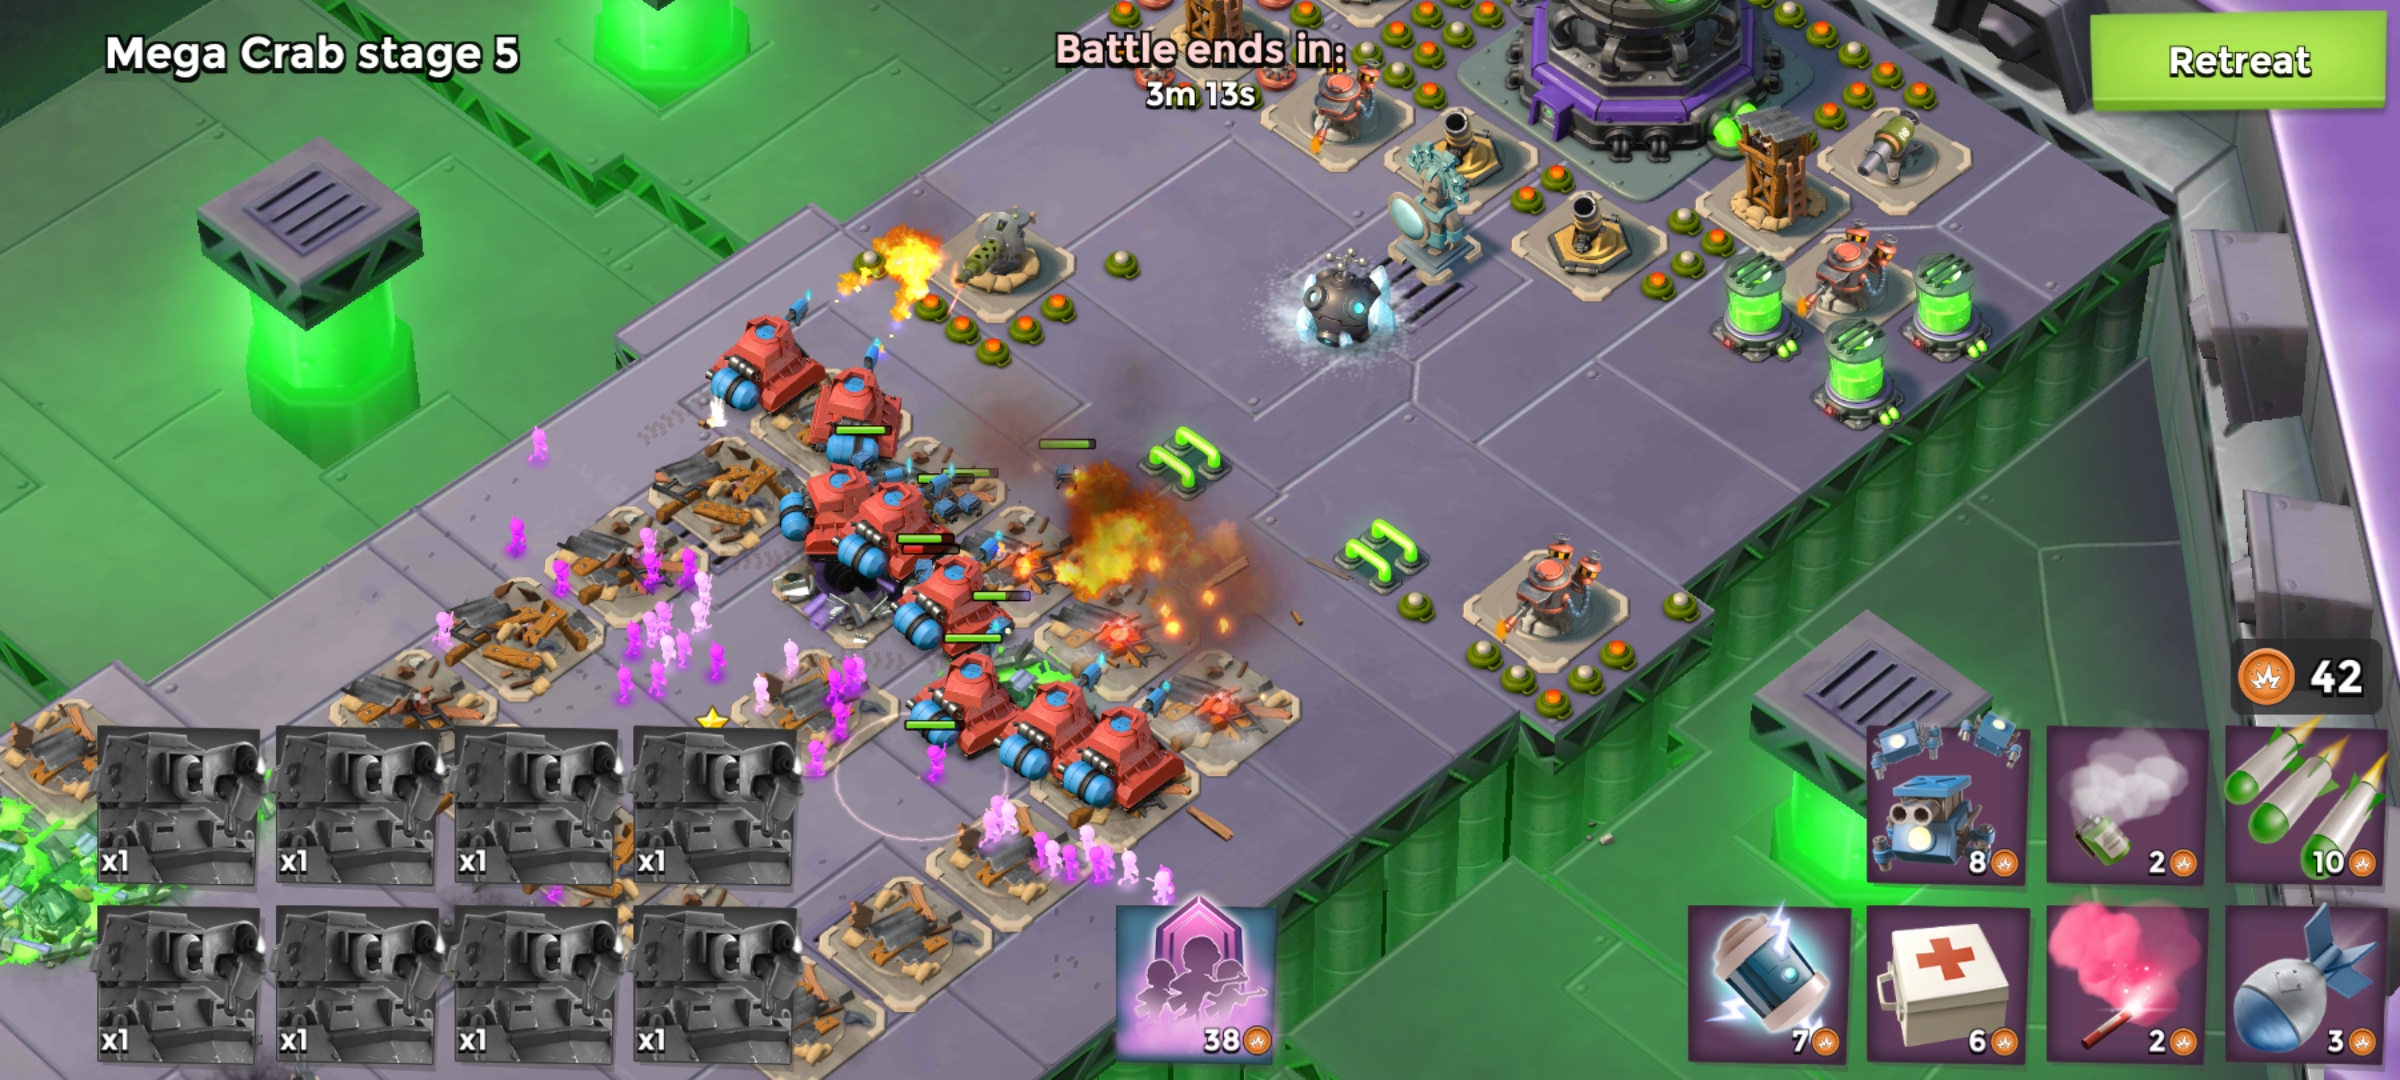 Mega Crab stage 5
Battle ends in:
3m 13s
Retreat
42
x1
x1
x1
x1
8
2
10
x1
x1
x1
x1
38
7
6
2
3